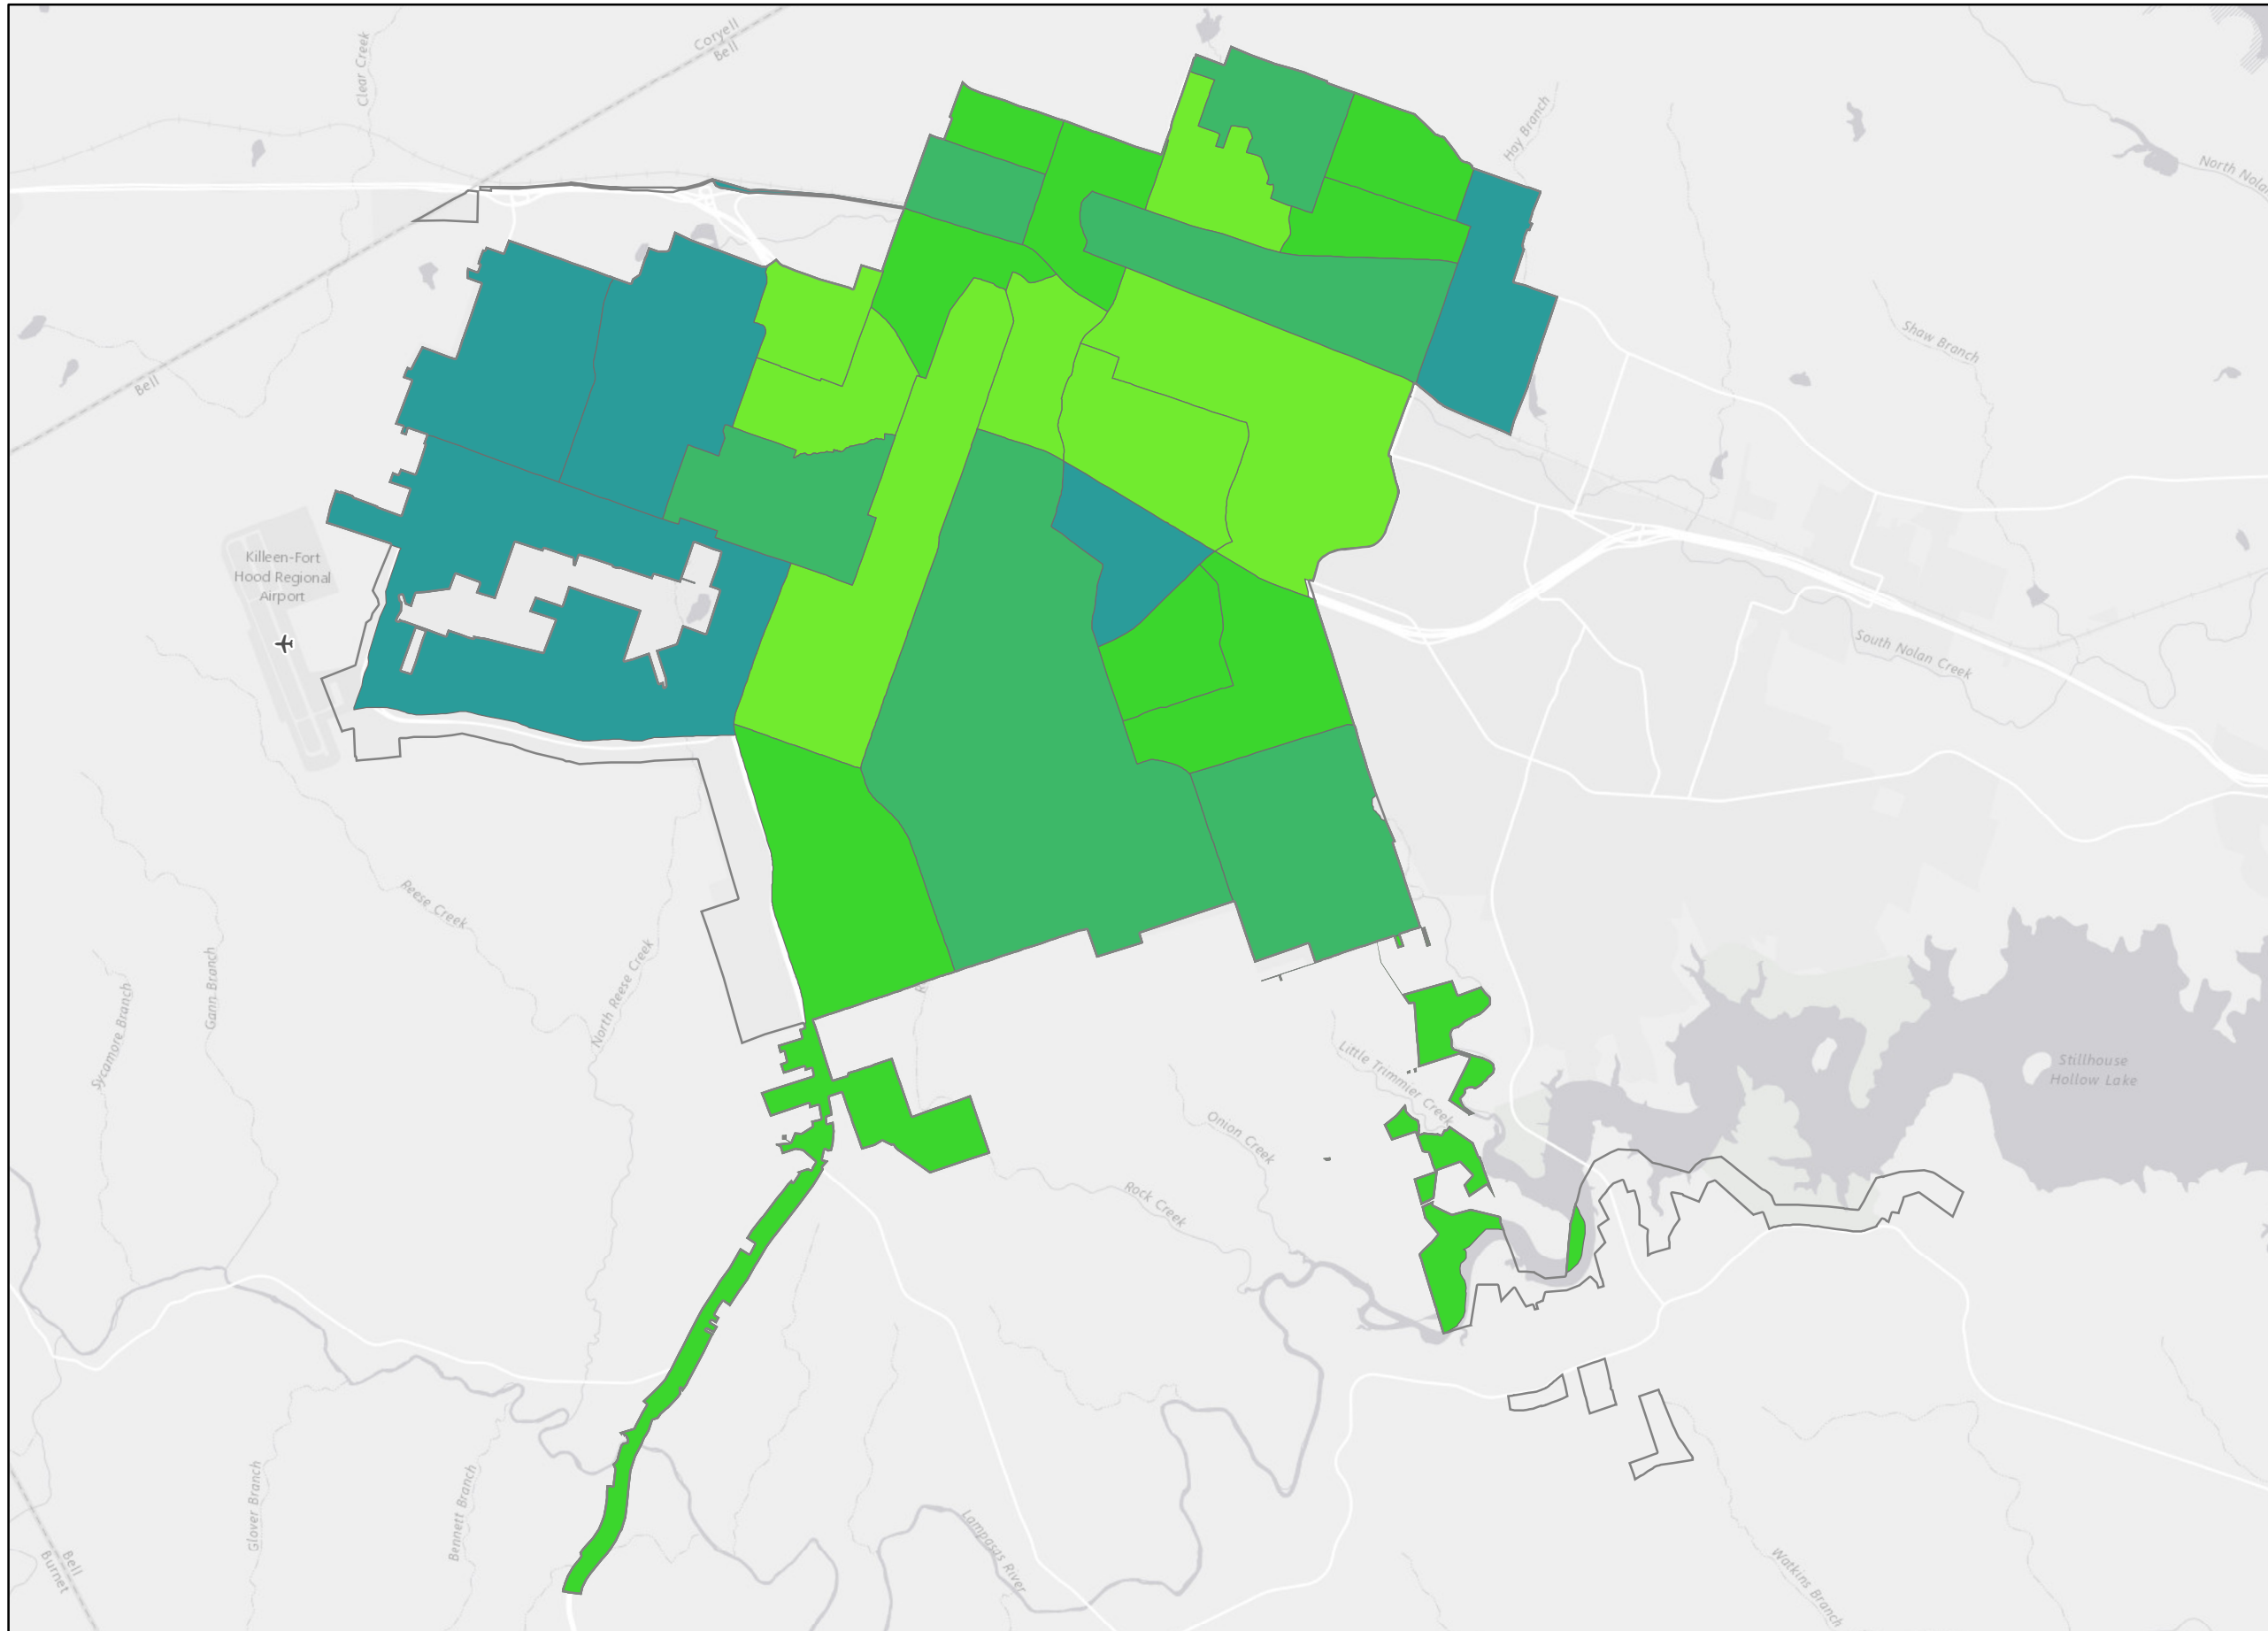 Coryell
Bell
Clear Creek
Hay Branch
North Nolan
Bell
Shaw Branch
Killeen-Fort
Hood Regional
Airport
South Nolan Creek
Reese Creek
North Reese Creek
Gann Branch
Sycamore Branch
Little Trimmier Creek
Stillhouse
Hollow Lake
Onion Creek
Rock Creek
Glover Branch
Bennett Branch
Lampasas River
Watkins Branch
Bell
Burnet